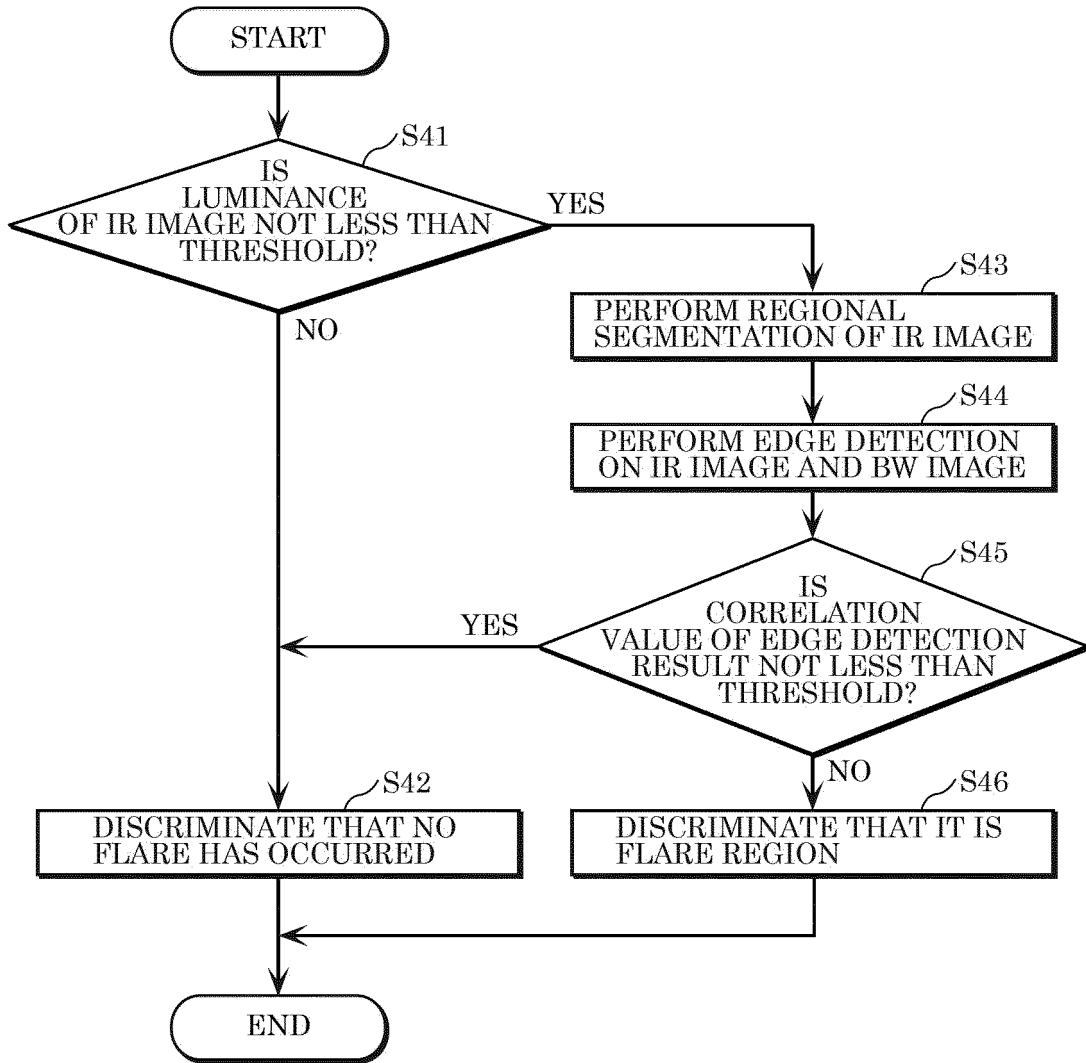 START
S41
IS
LUMINANCE
OF IR IMAGE NOT LESS THAN
THRESHOLD?
YES
NO
S43
PERFORM REGIONAL
SEGMENTATION OF IR IMAGE
S44
PERFORM EDGE DETECTION
ON IR IMAGE AND BW IMAGE
S45
IS
CORRELATION
VALUE OF EDGE DETECTION
RESULT NOT LESS THAN
THRESHOLD?
YES
NO
S42
DISCRIMINATE THAT NO
FLARE HAS OCCURRED
S46
DISCRIMINATE THAT IT IS
FLARE REGION
END